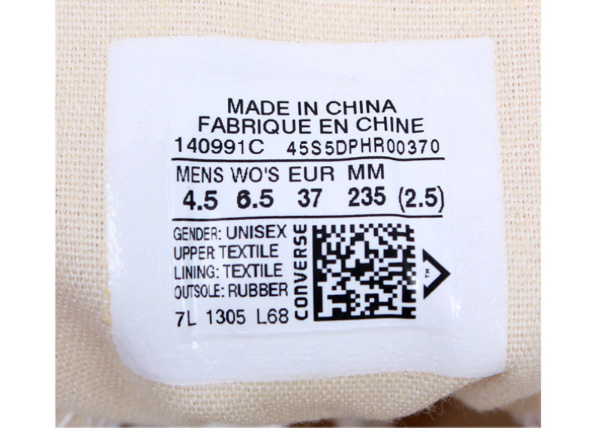 MADE IN CHINA
FABRIQUE EN CHINE
140991C 45S5DPHR00370
MENS WO'S EUR MM
4.5 6.5 37 235 (2.5)
GENDER: UNISEX
UPPER TEXTILE
LINING: TEXTILE
OUTSOLE: RUBBER
7L 1305 L68
CONVERSE
TM